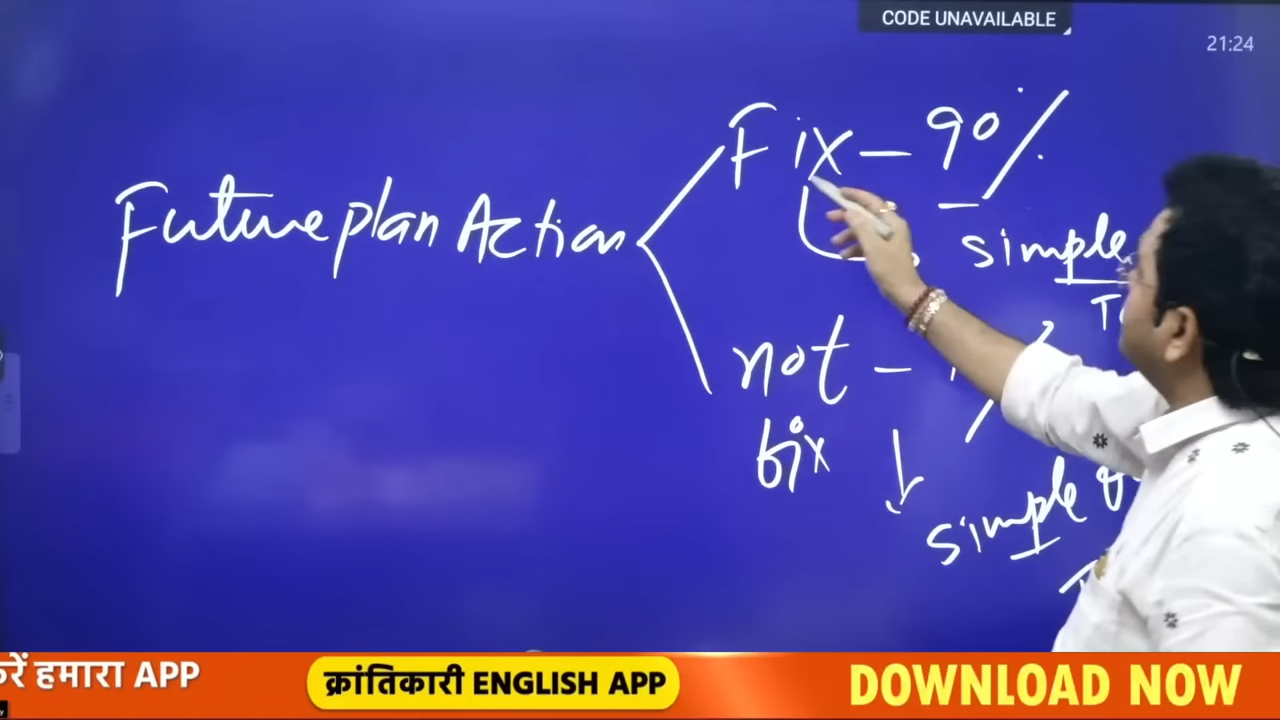 CODE UNAVAILABLE
21:24
Future plan Action
Fix - 90%
simple
not -
fix
simple
करें हमारा APP
क्रांतिकारी ENGLISH APP
DOWNLOAD NOW